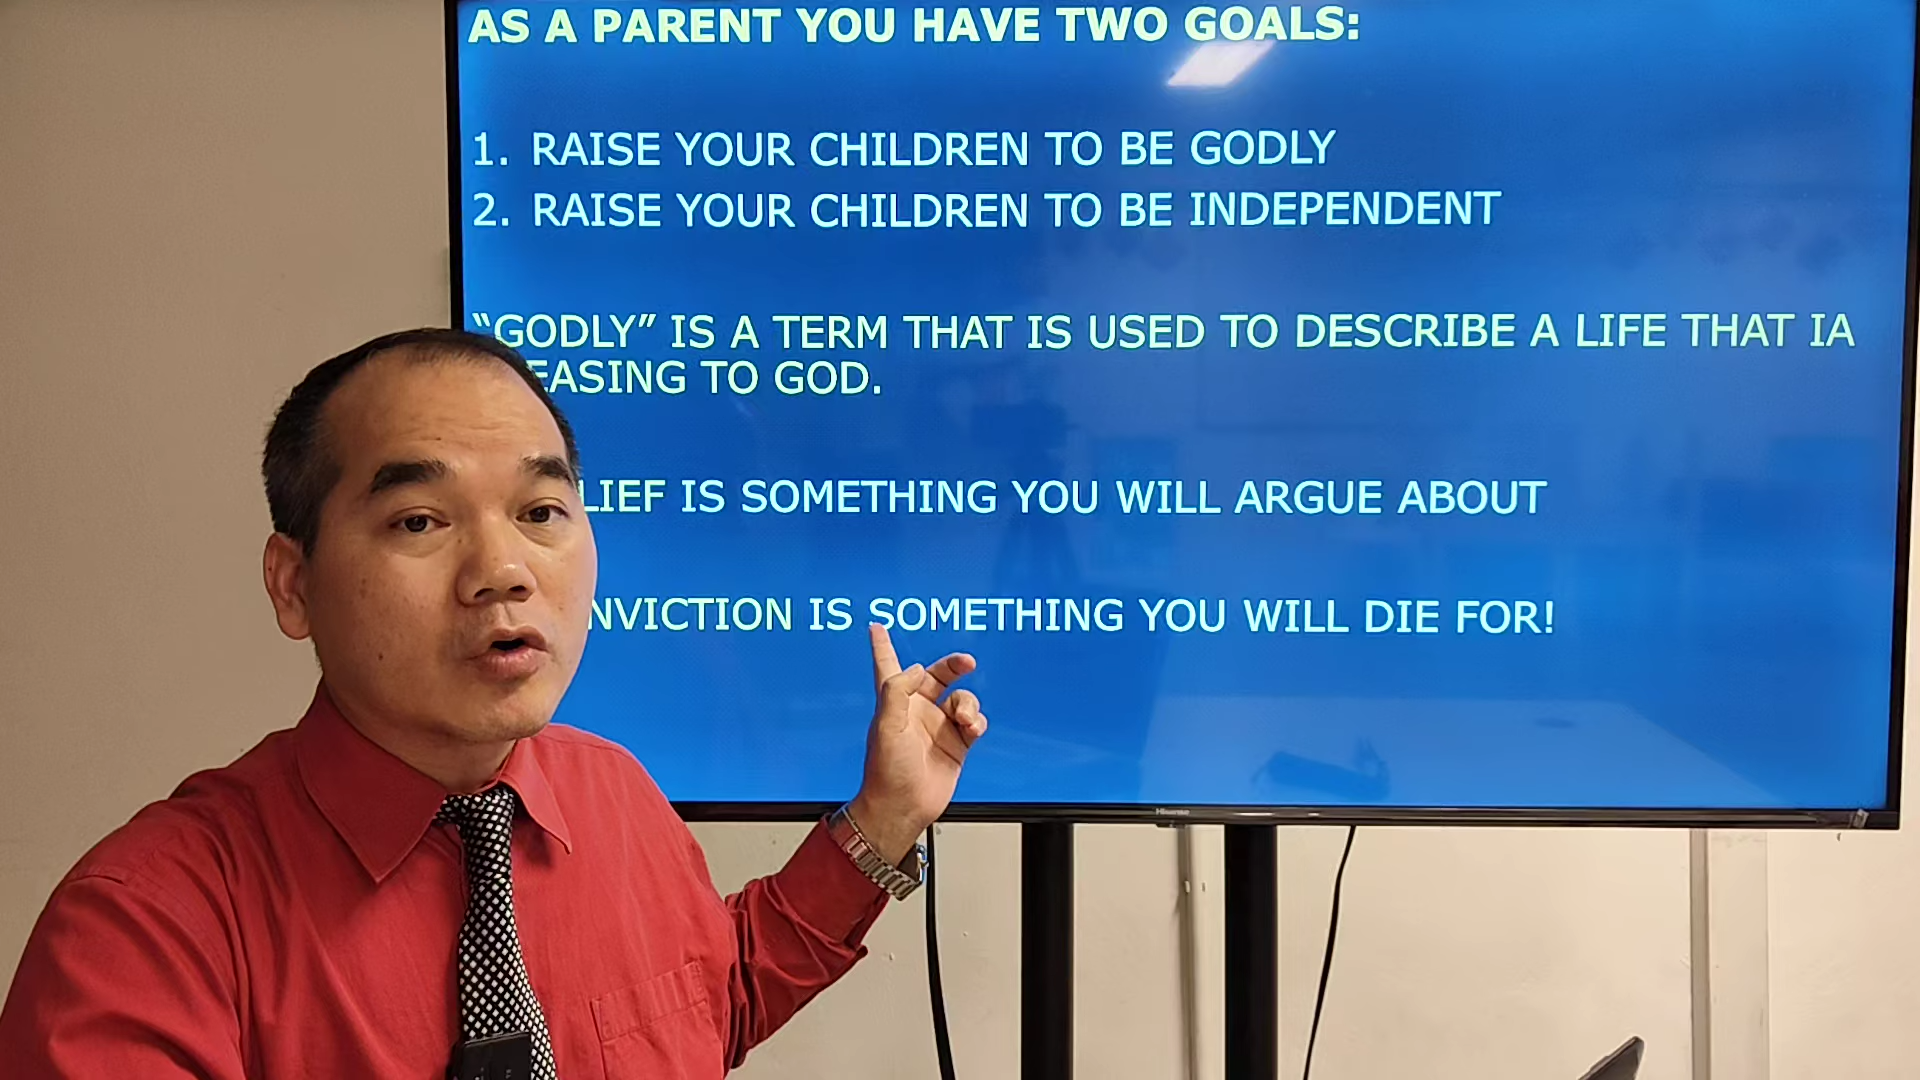 AS A PARENT YOU HAVE TWO GOALS:
1. RAISE YOUR CHILDREN TO BE GODLY
2. RAISE YOUR CHILDREN TO BE INDEPENDENT
“GODLY” IS A TERM THAT IS USED TO DESCRIBE A LIFE THAT IA
EASING TO GOD.
LIEF IS SOMETHING YOU WILL ARGUE ABOUT
NVICTION IS SOMETHING YOU WILL DIE FOR!
Hisense